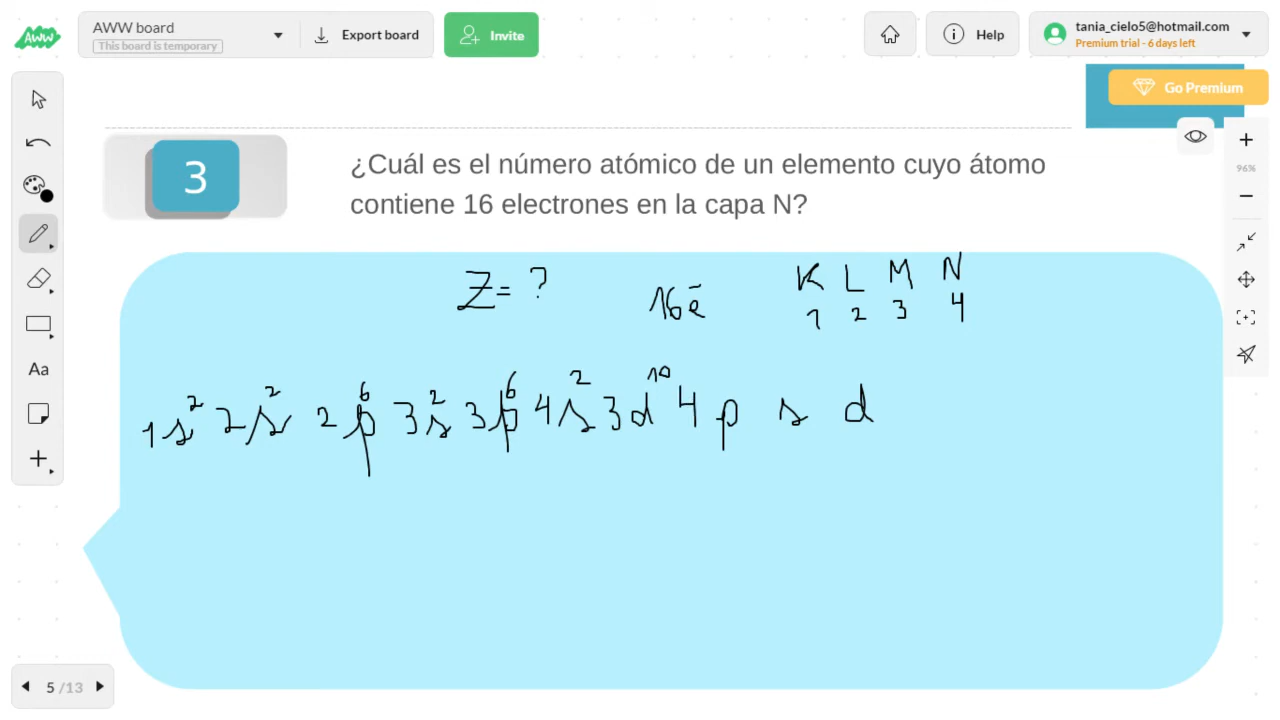 AWW board
This board is temporary
Export board
Invite
Help
tania_cielo5@hotmail.com
Premium trial - 6 days left
Go Premium
3
¿Cuál es el número atómico de un elemento cuyo átomo
contiene 16 electrones en la capa N?
96%
Z = ?
16ē
K L M N
1 2 3 4
1s² 2s² 2p⁶ 3s² 3p⁶ 4s² 3d¹⁰ 4p s d
Aa
5 /13